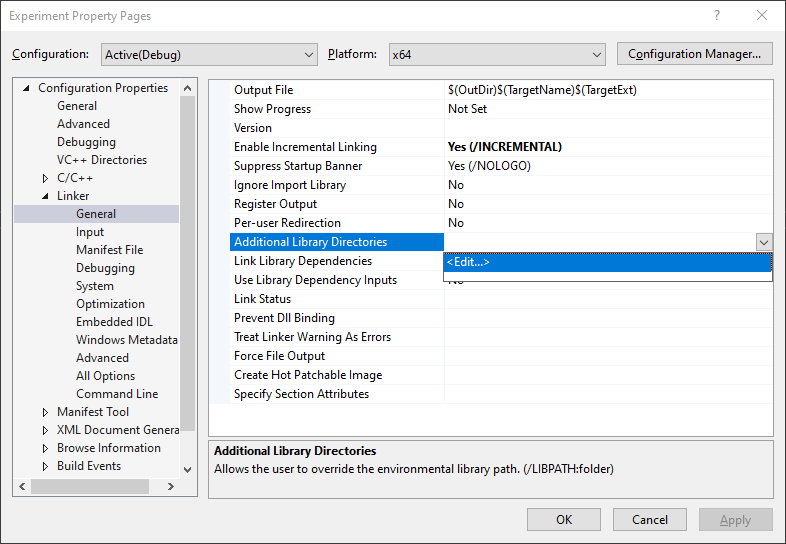 Experiment Property Pages
Configuration: Active(Debug) Platform: x64 Configuration Manager...
Configuration Properties
General
Advanced
Debugging
VC++ Directories
C/C++
Linker
General
Input
Manifest File
Debugging
System
Optimization
Embedded IDL
Windows Metadata
Advanced
All Options
Command Line
Manifest Tool
XML Document Genera
Browse Information
Build Events
Output File $(OutDir)$(TargetName)$(TargetExt)
Show Progress Not Set
Version
Enable Incremental Linking Yes (/INCREMENTAL)
Suppress Startup Banner Yes (/NOLOGO)
Ignore Import Library No
Register Output No
Per-user Redirection No
Additional Library Directories
Link Library Dependencies <Edit...>
Use Library Dependency Inputs No
Link Status
Prevent Dll Binding
Treat Linker Warning As Errors
Force File Output
Create Hot Patchable Image
Specify Section Attributes
Additional Library Directories
Allows the user to override the environmental library path. (/LIBPATH:folder)
OK Cancel Apply